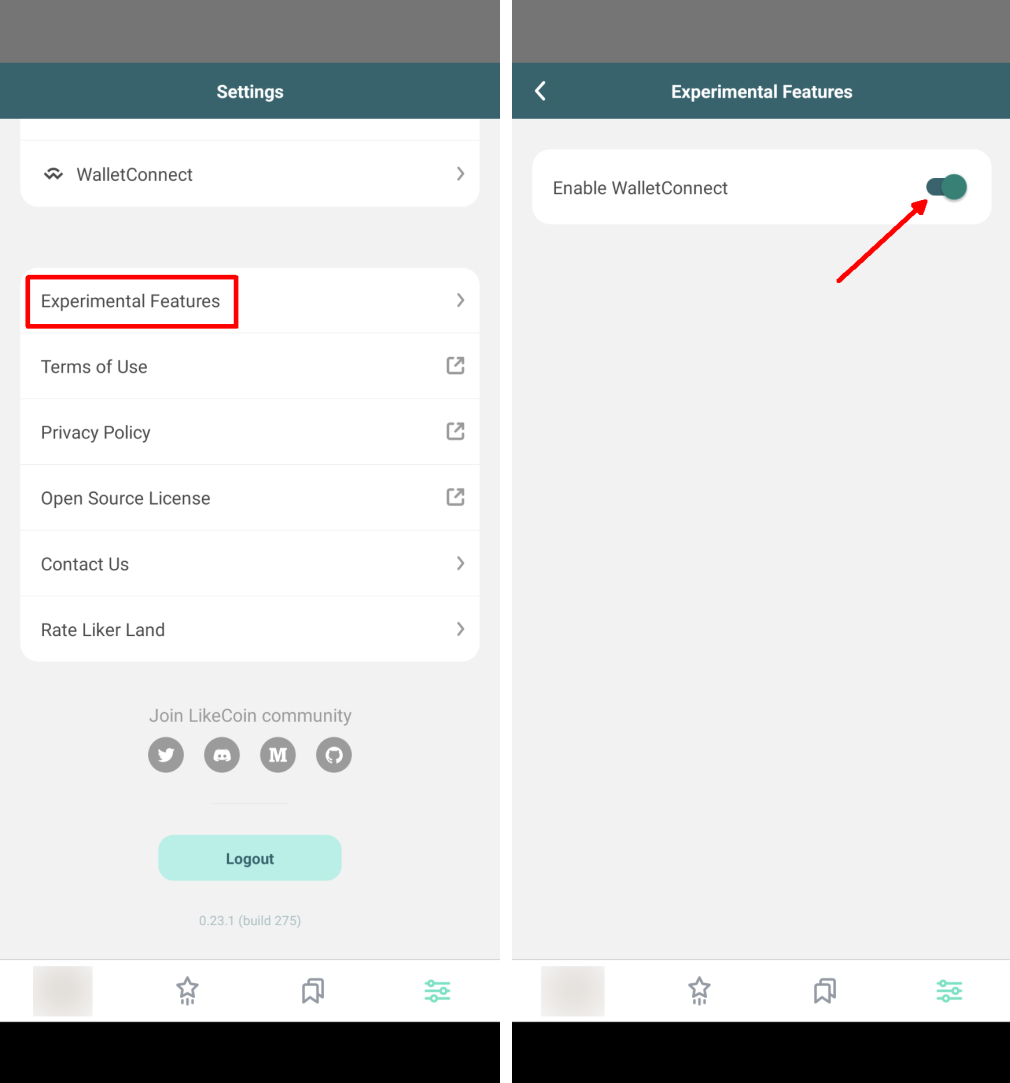 Settings
WalletConnect
Experimental Features
Terms of Use
Privacy Policy
Open Source License
Contact Us
Rate Liker Land
Join LikeCoin community
M
Logout
0.23.1 (build 275)
Experimental Features
Enable WalletConnect